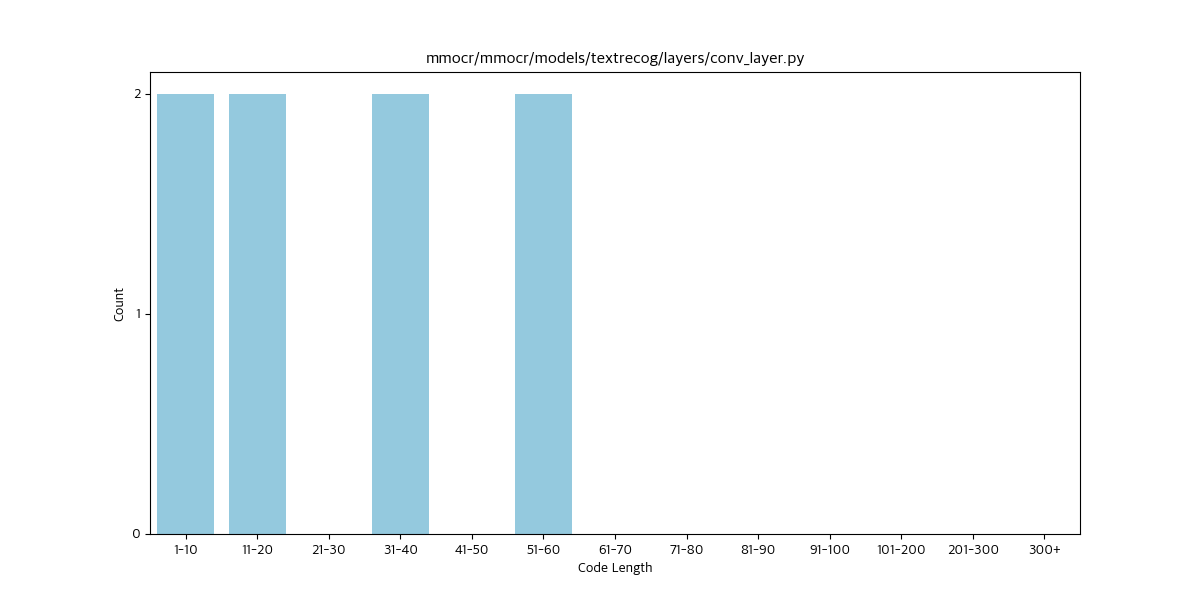 mmocr/mmocr/models/textrecog/layers/conv_layer.py
2
1
0
Count
1-10 11-20 21-30 31-40 41-50 51-60 61-70 71-80 81-90 91-100 101-200 201-300 300+
Code Length